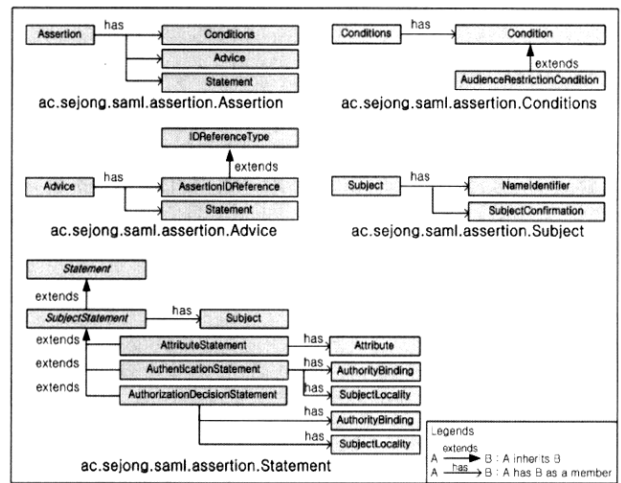 Assertion
has
Conditions
Advice
Statement
ac.sejong.saml.assertion.Assertion
Conditions
has
Condition
extends
AudienceRestrictionCondition
ac.sejong.saml.assertion.Conditions
IDReferenceType
extends
Advice
has
AssertionIDReference
Statement
ac.sejong.saml.assertion.Advice
Subject
has
NameIdentifier
SubjectConfirmation
ac.sejong.saml.assertion.Subject
Statement
extends
SubjectStatement
has
Subject
extends
AttributeStatement
has
Attribute
extends
AuthenticationStatement
has
AuthorityBinding
extends
AuthorizationDecisionStatement
has
SubjectLocality
has
AuthorityBinding
has
SubjectLocality
ac.sejong.saml.assertion.Statement
Legends
extends
A B : A inherits B
has
A B : A has B as a member